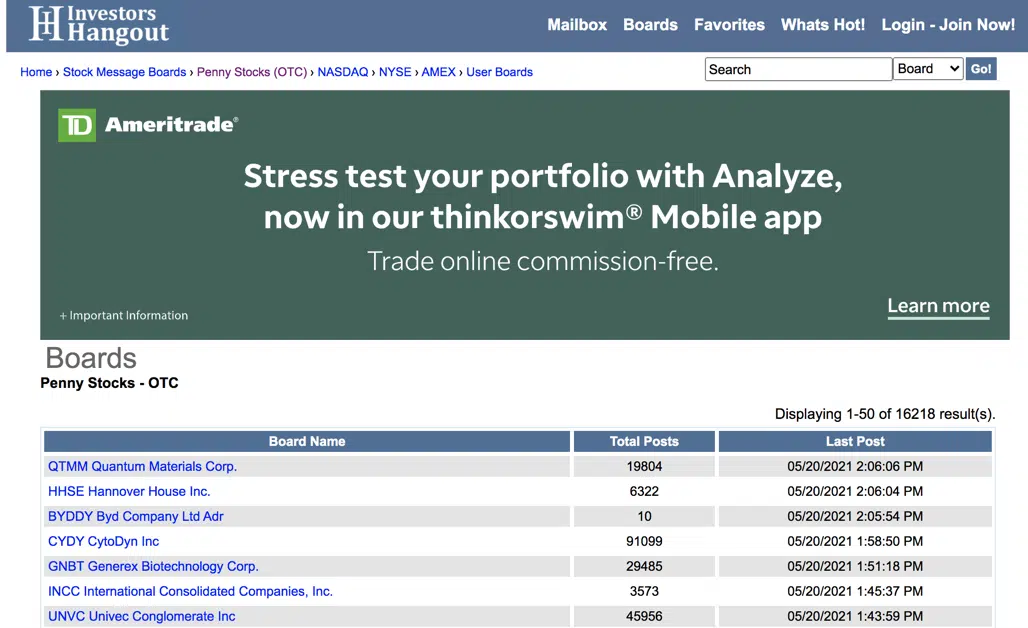 Investors
Hangout
Mailbox Boards Favorites Whats Hot! Login - Join Now!
Home › Stock Message Boards › Penny Stocks (OTC) › NASDAQ › NYSE › AMEX › User Boards
Search Board Go!
TD Ameritrade®
Stress test your portfolio with Analyze,
now in our thinkorswim® Mobile app
Trade online commission-free.
Learn more
+ Important Information
Boards
Penny Stocks - OTC
Displaying 1-50 of 16218 result(s).
Board Name Total Posts Last Post
QTMM Quantum Materials Corp. 19804 05/20/2021 2:06:06 PM
HHSE Hannover House Inc. 6322 05/20/2021 2:06:04 PM
BYDDY Byd Company Ltd Adr 10 05/20/2021 2:05:54 PM
CYDY CytoDyn Inc 91099 05/20/2021 1:58:50 PM
GNBT Generex Biotechnology Corp. 29485 05/20/2021 1:51:18 PM
INCC International Consolidated Companies, Inc. 3573 05/20/2021 1:45:37 PM
UNVC Univec Conglomerate Inc 45956 05/20/2021 1:43:59 PM